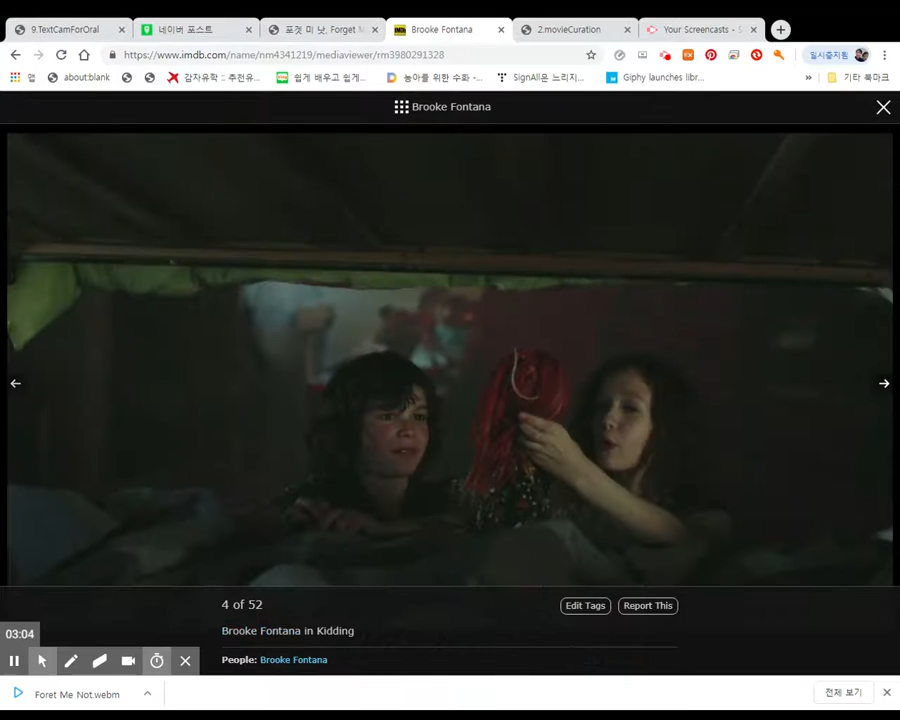 9.TextCamForOral
네이버 포스트
포켓 미 낫, Forget M
Brooke Fontana
2.movieCuration
Your Screencasts - S
https://www.imdb.com/name/nm4341219/mediaviewer/rm3980291328
일시중지됨
앱
about:blank
감자유학 :: 추천유...
쉽게 배우고 쉽게...
농아를 위한 수화 -...
SignAll은 느리지...
Giphy launches libr...
»
기타 북마크
Brooke Fontana
4 of 52
Edit Tags
Report This
Brooke Fontana in Kidding
03:04
People: Brooke Fontana
Foret Me Not.webm
전체 보기